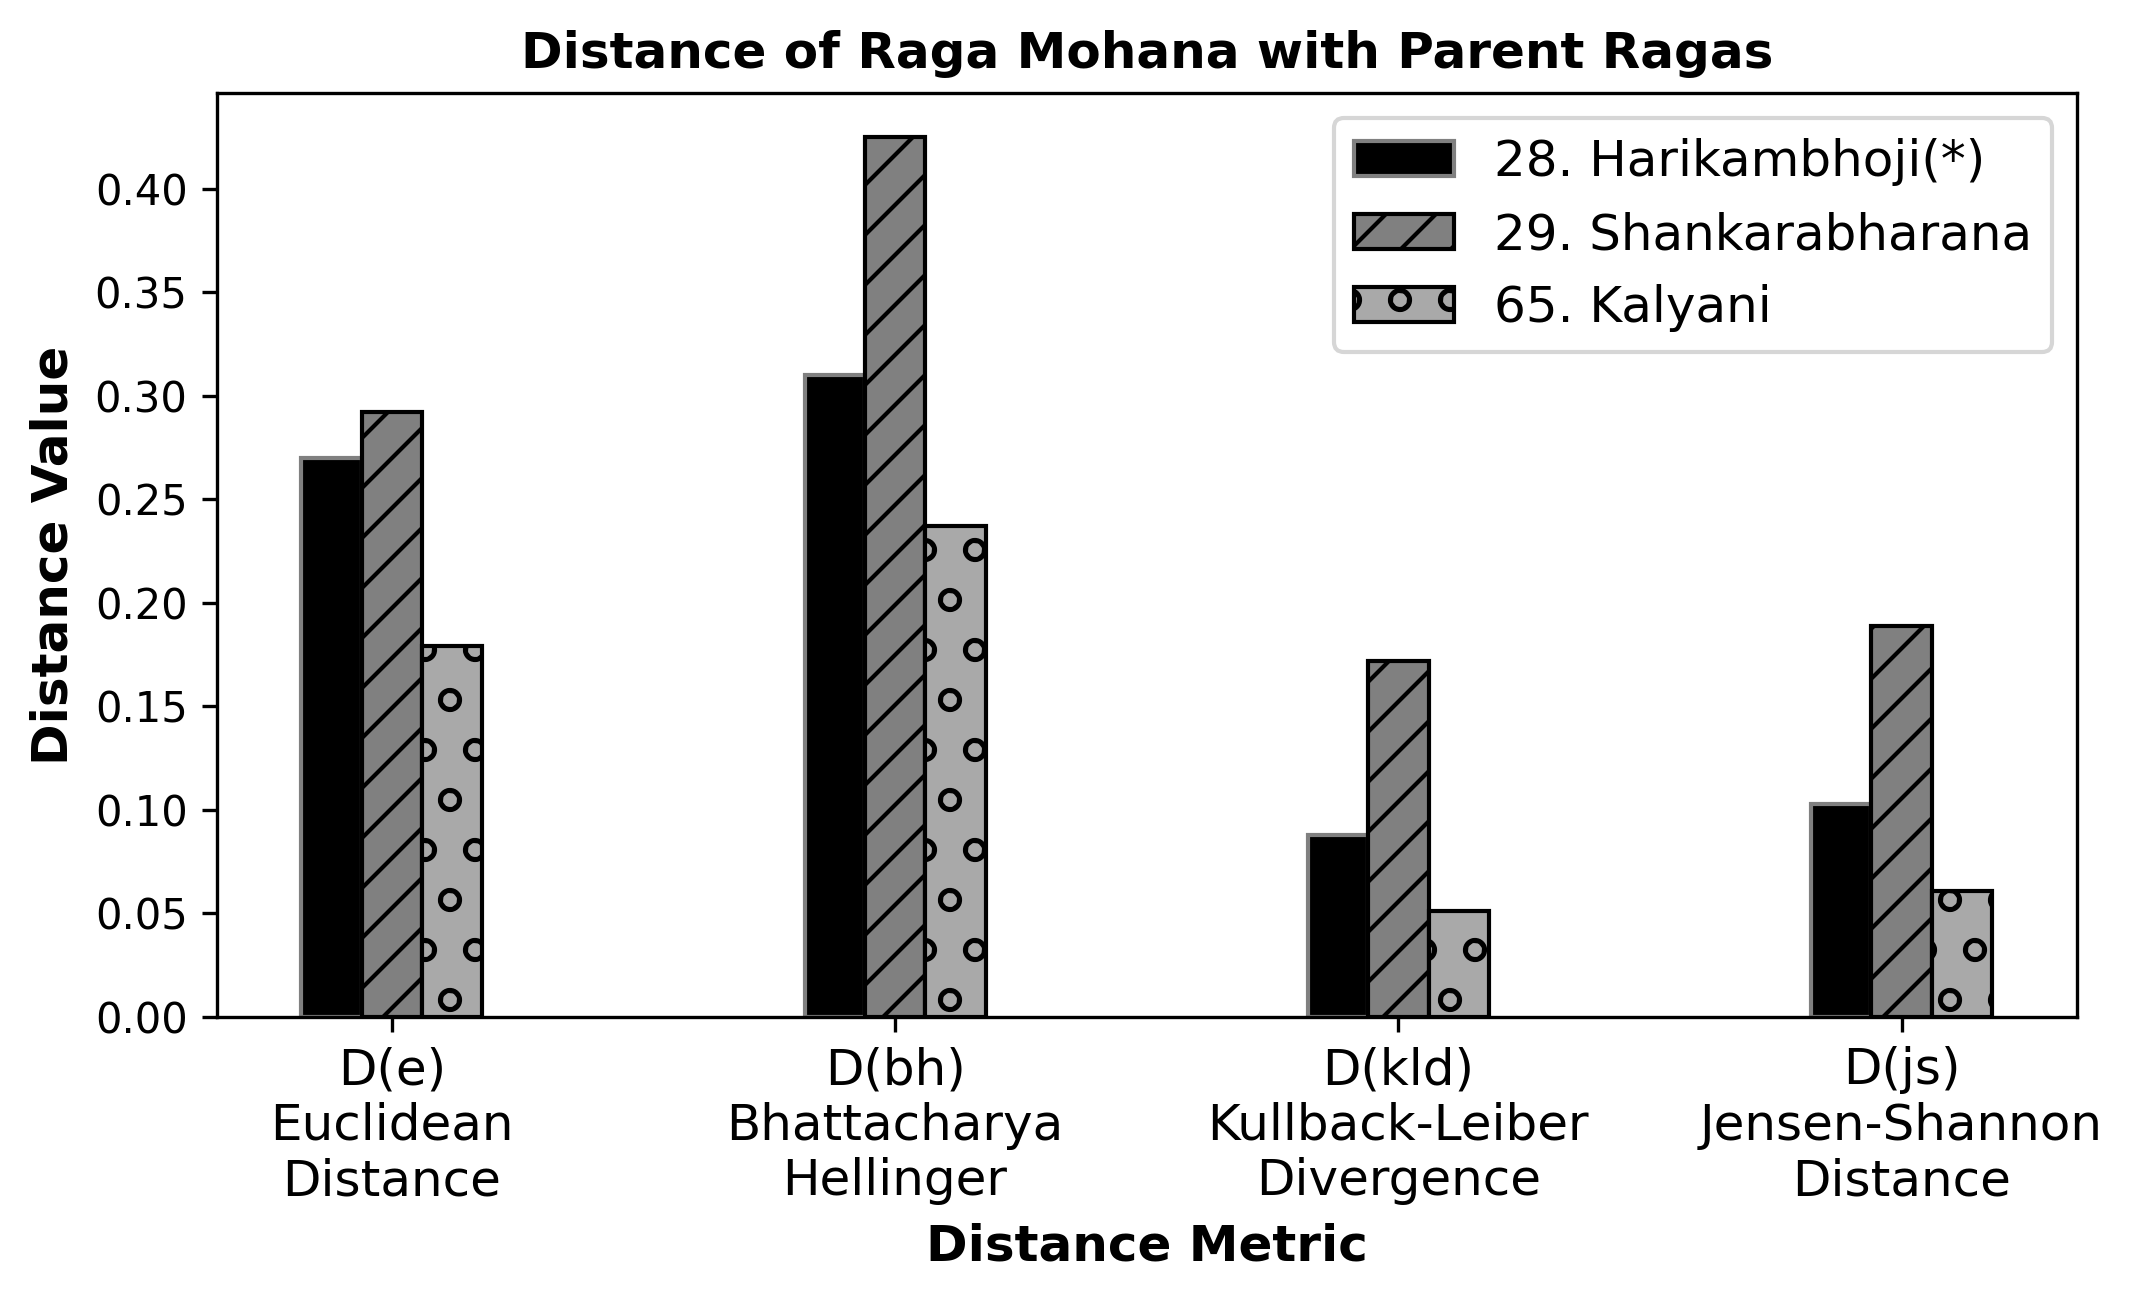 Distance of Raga Mohana with Parent Ragas
28. Harikambhoji(*)
29. Shankarabharana
65. Kalyani
Distance Value
0.40
0.35
0.30
0.25
0.20
0.15
0.10
0.05
0.00
D(e)
Euclidean
Distance
D(bh)
Bhattacharya
Hellinger
D(kld)
Kullback-Leiber
Divergence
D(js)
Jensen-Shannon
Distance
Distance Metric